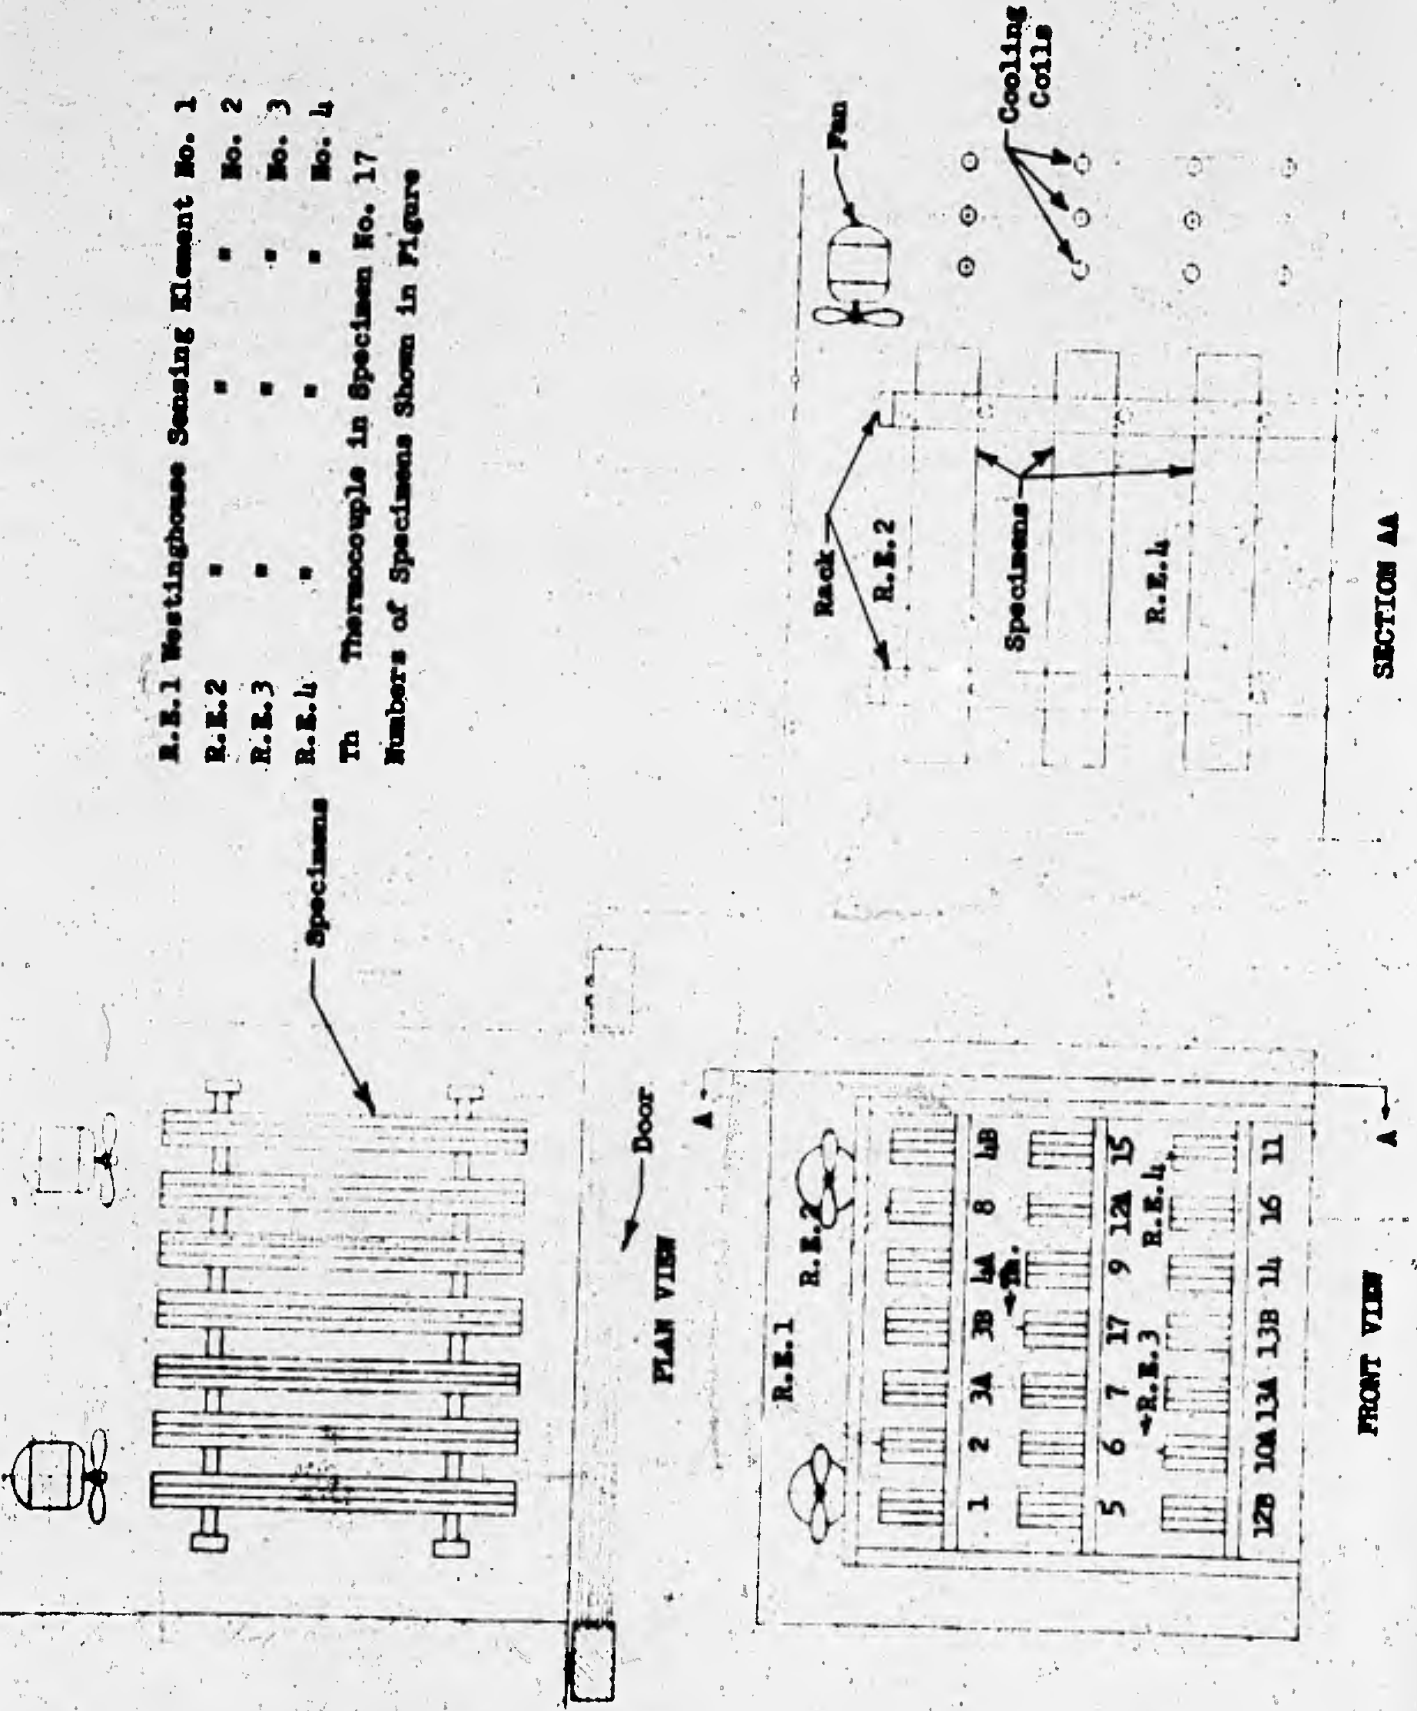 R.E.1 Westinghouse Sensing Element No. 1
R.E.2 " " " No. 2
R.E.3 " " " No. 3
R.E.4 " " " No. 4
Th Thermocouple in Specimen No. 17
Numbers of Specimens Shown in Figure
Specimens
Door
PLAN VIEW
A
R.E.1
R.E.2
1 2 3A 3B 4A 8 4B
Th.
5 6 7 17 9 12A 15
R.E.3
R.E.4
12B 10A 13A 13B 14 16 11
A
FRONT VIEW
Fan
Cooling
Coils
Rack
R.E.2
Specimens
R.E.4
SECTION AA